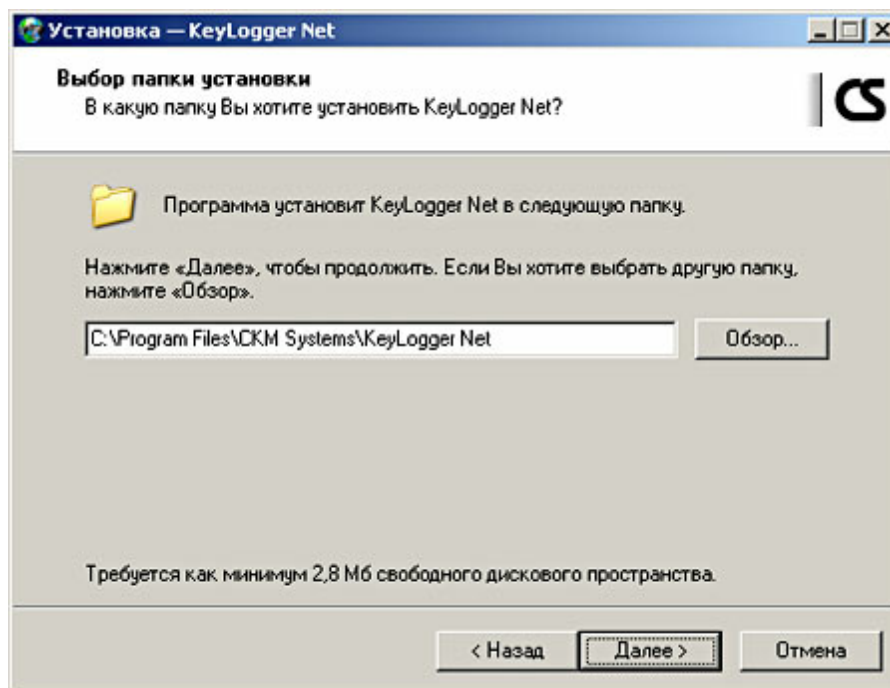 Установка — KeyLogger Net
Выбор папки установки
В какую папку Вы хотите установить KeyLogger Net?
CS
Программа установит KeyLogger Net в следующую папку.
Нажмите «Далее», чтобы продолжить. Если Вы хотите выбрать другую папку,
нажмите «Обзор».
C:\Program Files\CKM Systems\KeyLogger Net
Обзор...
Требуется как минимум 2,8 Мб свободного дискового пространства.
< Назад
Далее >
Отмена